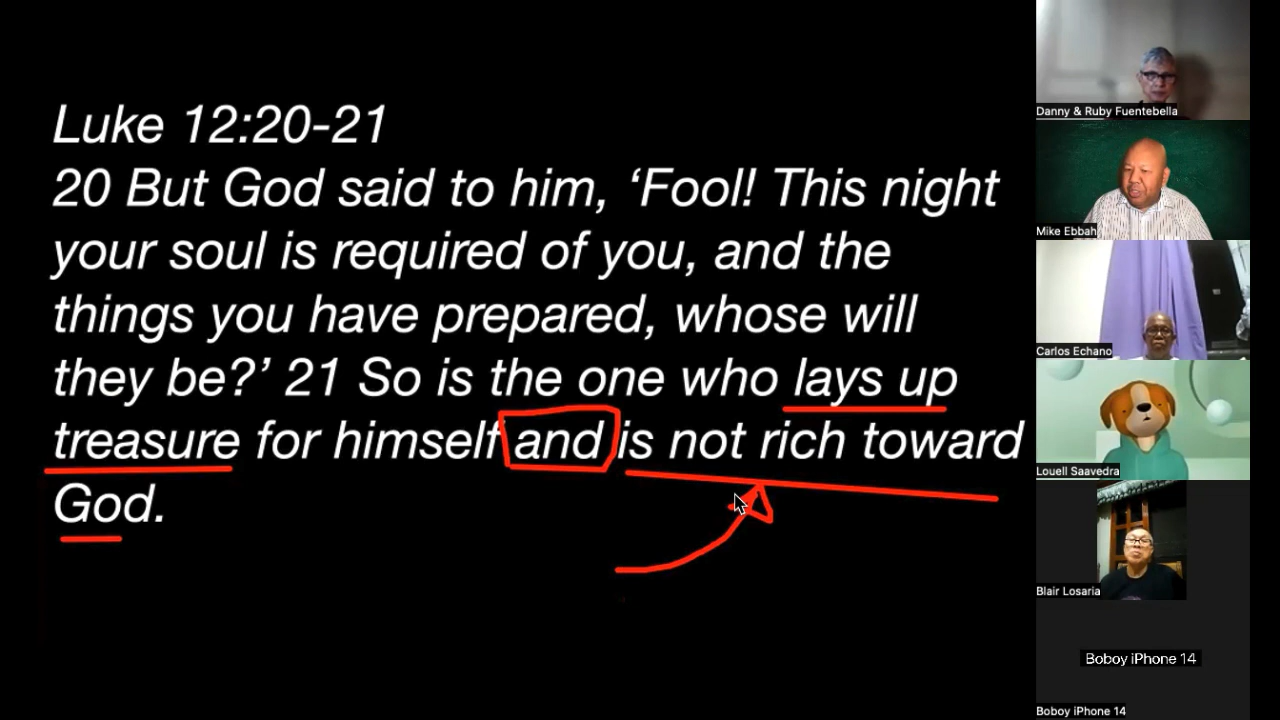 Luke 12:20-21
20 But God said to him, ‘Fool! This night
your soul is required of you, and the
things you have prepared, whose will
they be?’ 21 So is the one who lays up
treasure for himself and is not rich toward
God.
Danny & Ruby Fuentebella
Mike Ebbah
Carlos Echano
Louell Saavedra
Blair Losaria
Boboy iPhone 14
Boboy iPhone 14